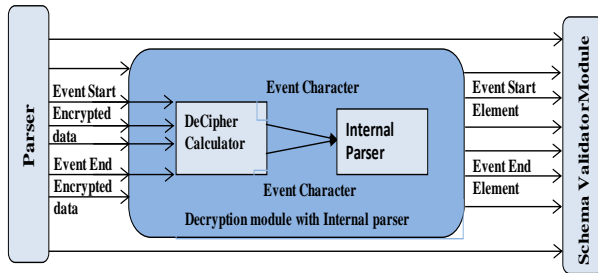 Parser
Event Start
Encrypted
data
Event End
Encrypted
data
Event Character
DeCipher
Calculator
Internal
Parser
Event Character
Decryption module with Internal parser
Event Start
Element
Event End
Element
Schema ValidatorModule